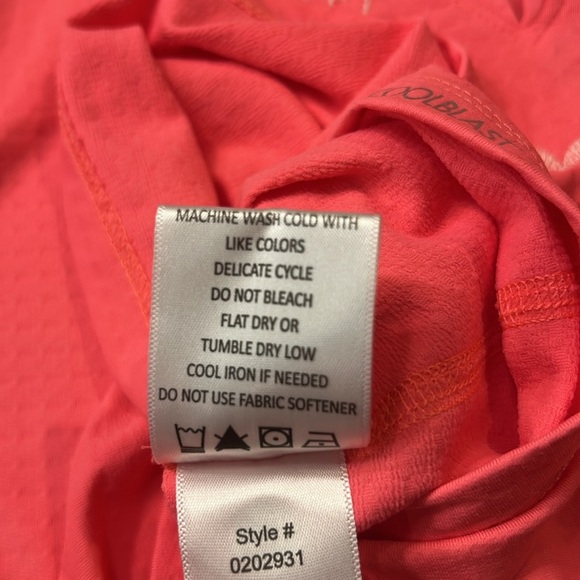 OOLBLAST
MACHINE WASH COLD WITH
LIKE COLORS
DELICATE CYCLE
DO NOT BLEACH
FLAT DRY OR
TUMBLE DRY LOW
COOL IRON IF NEEDED
DO NOT USE FABRIC SOFTENER
Style #
0202931